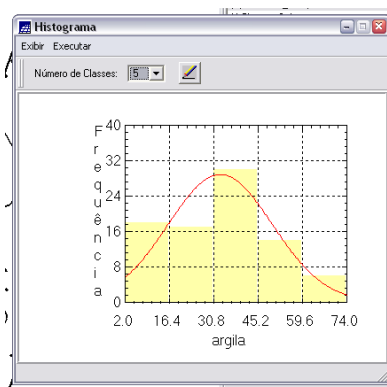 Histograma
Exibir Executar
Número de Classes: 5
Frequência
40
32
24
16
8
0
2.0 16.4 30.8 45.2 59.6 74.0
argila